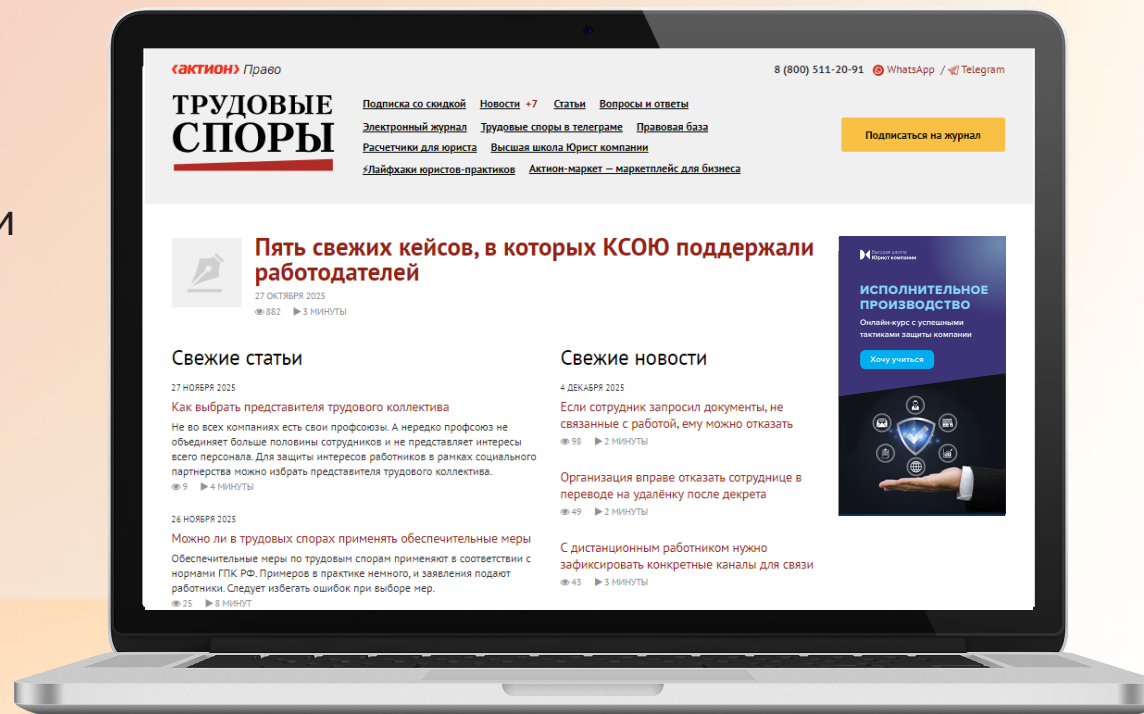 и
‹актион› Право
8 (800) 511-20-91 WhatsApp / Telegram
ТРУДОВЫЕ
СПОРЫ
Подписка со скидкой Новости +7 Статьи Вопросы и ответы
Электронный журнал Трудовые споры в телеграме Правовая база
Расчетчики для юриста Высшая школа Юрист компании
⚡Лайфхаки юристов-практиков Актион-маркет — маркетплейс для бизнеса
Подписаться на журнал
Пять свежих кейсов, в которых КСОЮ поддержали
работодателей
27 ОКТЯБРЯ 2025
882 3 МИНУТЫ
Свежие статьи
27 НОЯБРЯ 2025
Как выбрать представителя трудового коллектива
Не во всех компаниях есть свои профсоюзы. А нередко профсоюз не
объединяет больше половины сотрудников и не представляет интересы
всего персонала. Для защиты интересов работников в рамках социального
партнерства можно избрать представителя трудового коллектива.
9 4 МИНУТЫ
26 НОЯБРЯ 2025
Можно ли в трудовых спорах применять обеспечительные меры
Обеспечительные меры по трудовым спорам применяют в соответствии с
нормами ГПК РФ. Примеров в практике немного, и заявления подают
работники. Следует избегать ошибок при выборе мер.
25 8 МИНУТ
Свежие новости
4 ДЕКАБРЯ 2025
Если сотрудник запросил документы, не
связанные с работой, ему можно отказать
98 2 МИНУТЫ
Организация вправе отказать сотруднице в
переводе на удалёнку после декрета
49 2 МИНУТЫ
С дистанционным работником нужно
зафиксировать конкретные каналы для связи
43 3 МИНУТЫ
Высшая школа
Юрист компании
ИСПОЛНИТЕЛЬНОЕ
ПРОИЗВОДСТВО
Онлайн-курс с успешными
тактиками защиты компании
Хочу учиться